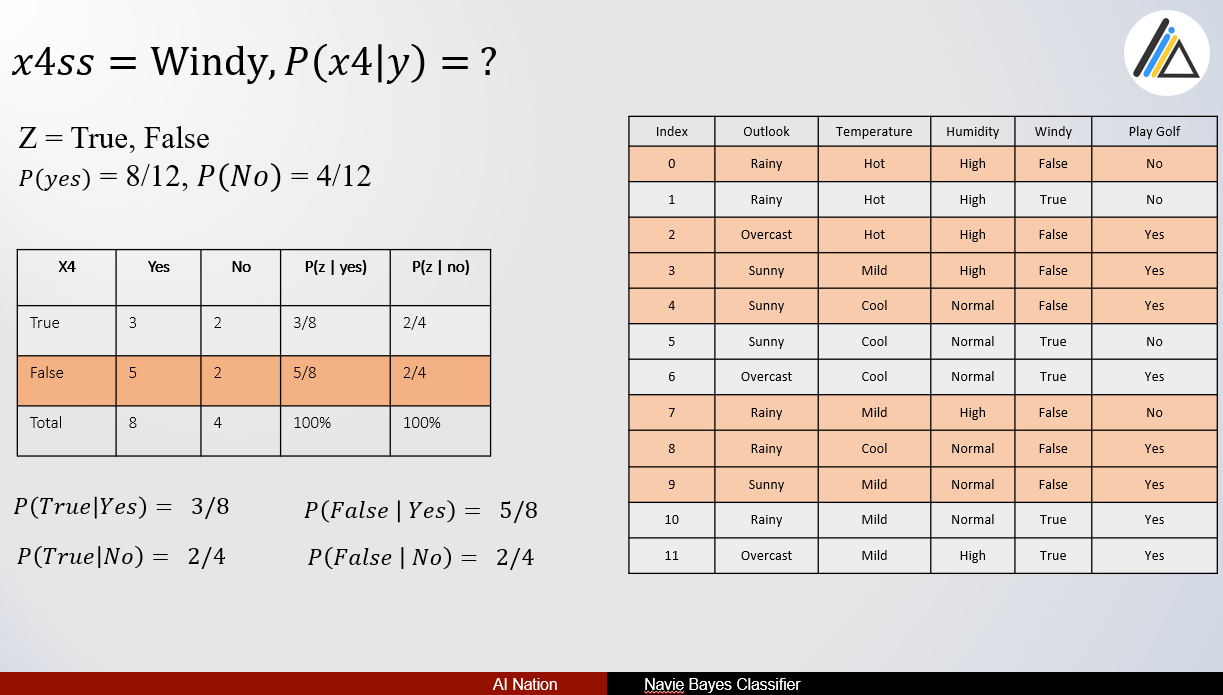 x4ss = Windy, P(x4|y) = ?
Z = True, False
P(yes) = 8/12, P(No) = 4/12
X4 Yes No P(z | yes) P(z | no)
True 3 2 3/8 2/4
False 5 2 5/8 2/4
Total 8 4 100% 100%
P(True|Yes) = 3/8 P(False | Yes) = 5/8
P(True|No) = 2/4 P(False | No) = 2/4
Index Outlook Temperature Humidity Windy Play Golf
0 Rainy Hot High False No
1 Rainy Hot High True No
2 Overcast Hot High False Yes
3 Sunny Mild High False Yes
4 Sunny Cool Normal False Yes
5 Sunny Cool Normal True No
6 Overcast Cool Normal True Yes
7 Rainy Mild High False No
8 Rainy Cool Normal False Yes
9 Sunny Mild Normal False Yes
10 Rainy Mild Normal True Yes
11 Overcast Mild High True Yes
AI Nation Navie Bayes Classifier